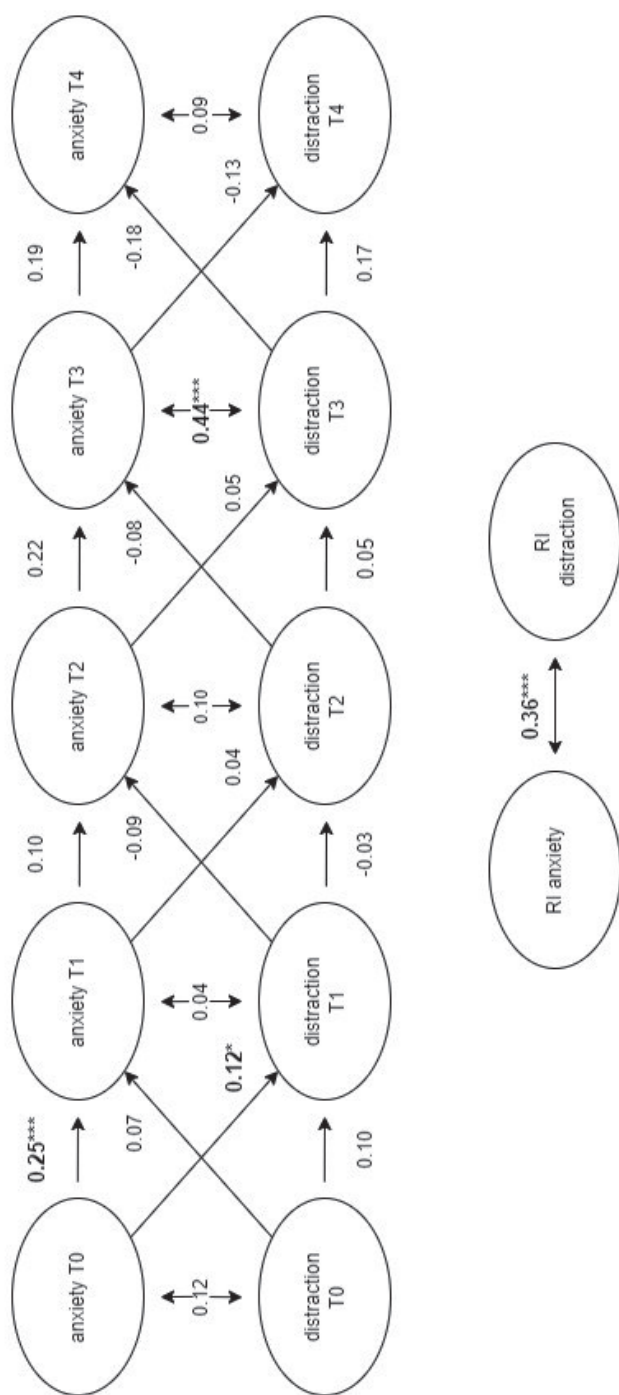 anxiety T0
0.25***
anxiety T1
0.10
anxiety T2
0.22
anxiety T3
0.19
anxiety T4
0.12
0.07
0.12*
0.04
-0.09
0.04
0.10
-0.08
0.05
0.44***
-0.18
-0.13
0.09
distraction
T0
0.10
distraction
T1
-0.03
distraction
T2
0.05
distraction
T3
0.17
distraction
T4
RI anxiety
0.36***
RI
distraction